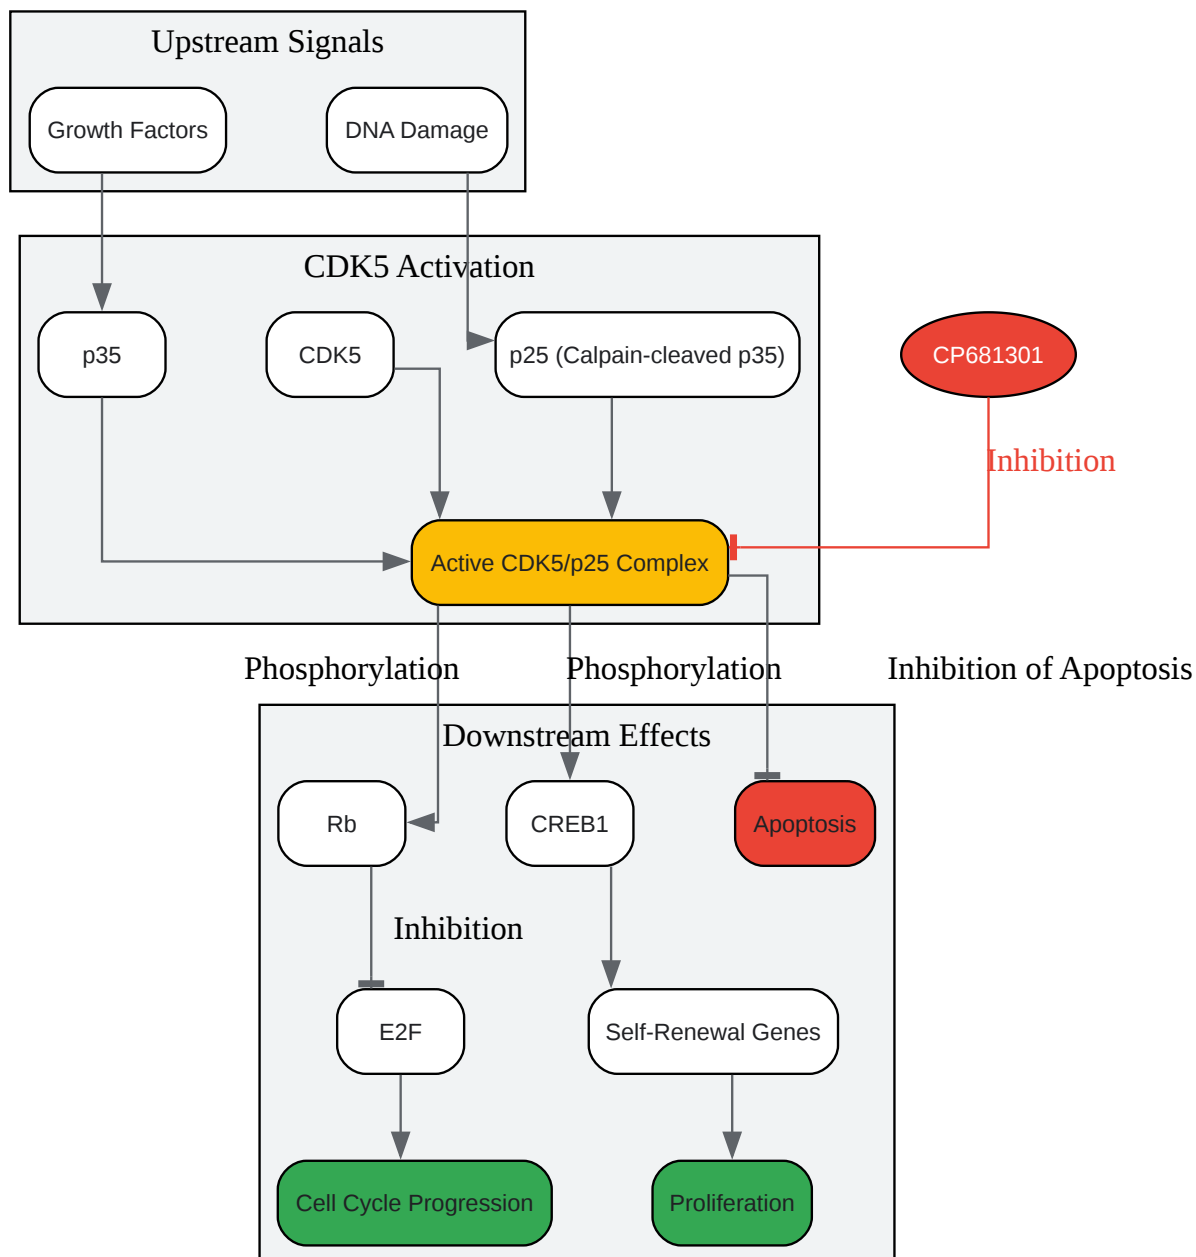 Upstream Signals
Growth Factors
DNA Damage
CDK5 Activation
p35
CDK5
p25 (Calpain-cleaved p35)
CP681301
Inhibition
Active CDK5/p25 Complex
Phosphorylation
Phosphorylation
Inhibition of Apoptosis
Downstream Effects
Rb
CREB1
Apoptosis
Inhibition
E2F
Self-Renewal Genes
Cell Cycle Progression
Proliferation